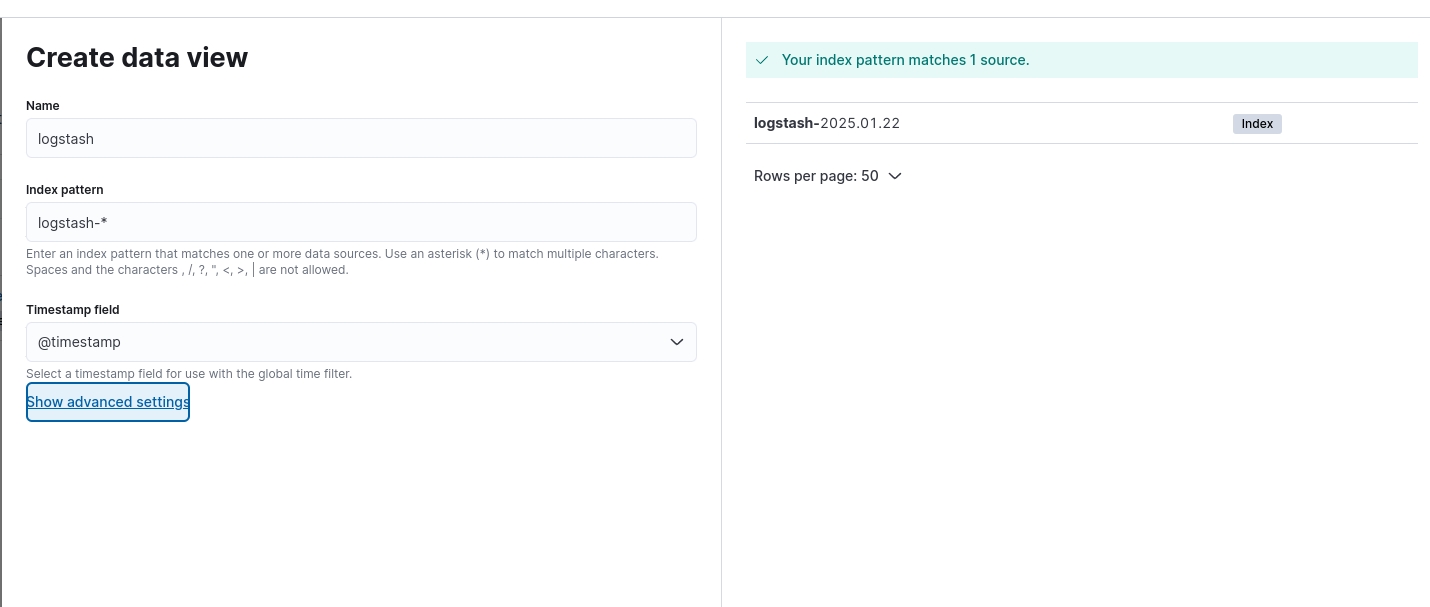 Create data view
Name
logstash
Index pattern
logstash-*
Enter an index pattern that matches one or more data sources. Use an asterisk (*) to match multiple characters.
Spaces and the characters , /, ?, ", <, >, | are not allowed.
Timestamp field
@timestamp
Select a timestamp field for use with the global time filter.
Show advanced settings
Your index pattern matches 1 source.
logstash-2025.01.22 Index
Rows per page: 50